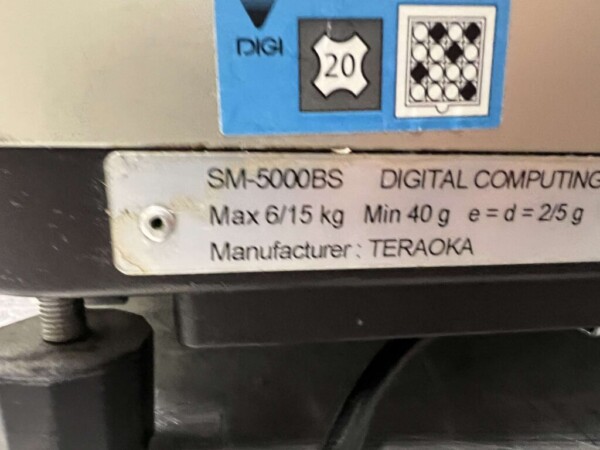 DIGI
20
SM-5000BS DIGITAL COMPUTING
Max 6/15 kg Min 40 g e = d = 2/5 g
Manufacturer : TERAOKA